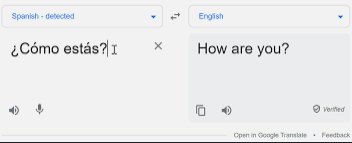 Spanish - detected
English
¿Cómo estás?
How are you?
Verified
Open in Google Translate • Feedback